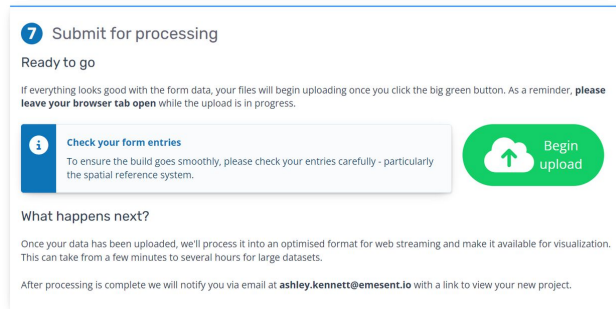 7 Submit for processing
Ready to go
If everything looks good with the form data, your files will begin uploading once you click the big green button. As a reminder, please
leave your browser tab open while the upload is in progress.
Check your form entries
To ensure the build goes smoothly, please check your entries carefully - particularly
the spatial reference system.
Begin
upload
What happens next?
Once your data has been uploaded, we'll process it into an optimised format for web streaming and make it available for visualization.
This can take from a few minutes to several hours for large datasets.
After processing is complete we will notify you via email at ashley.kennett@emesent.io with a link to view your new project.